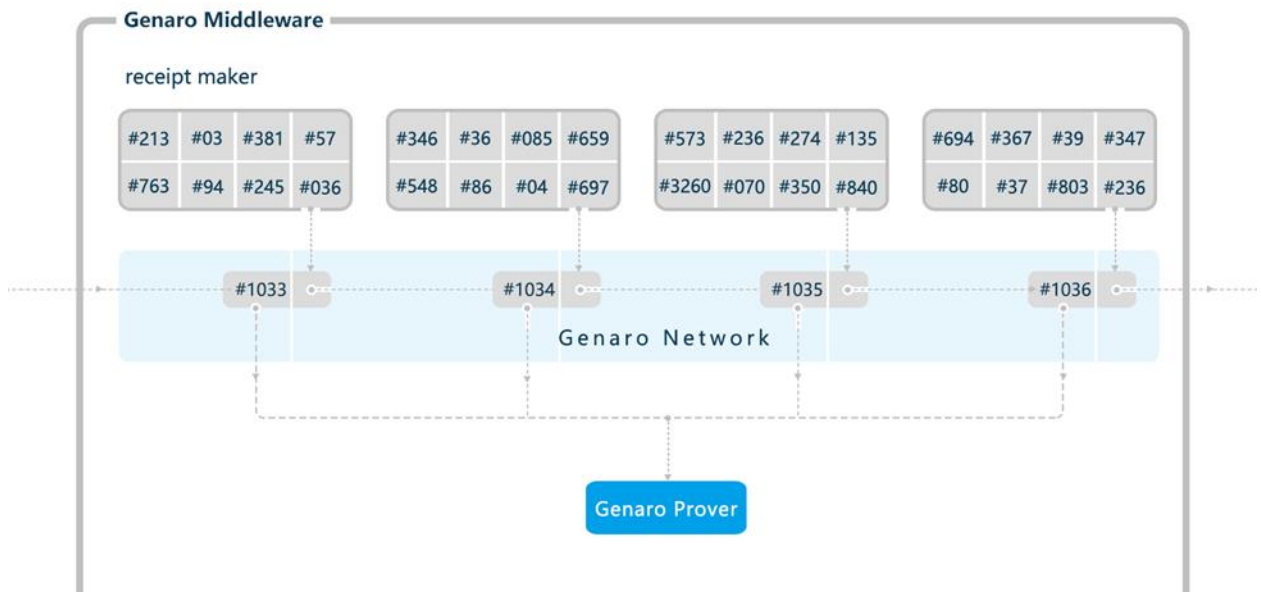 Genaro Middleware
receipt maker
#213 #03 #381 #57 #346 #36 #085 #659 #573 #236 #274 #135 #694 #367 #39 #347
#763 #94 #245 #036 #548 #86 #04 #697 #3260 #070 #350 #840 #80 #37 #803 #236
#1033 #1034 #1035 #1036
Genaro Network
Genaro Prover